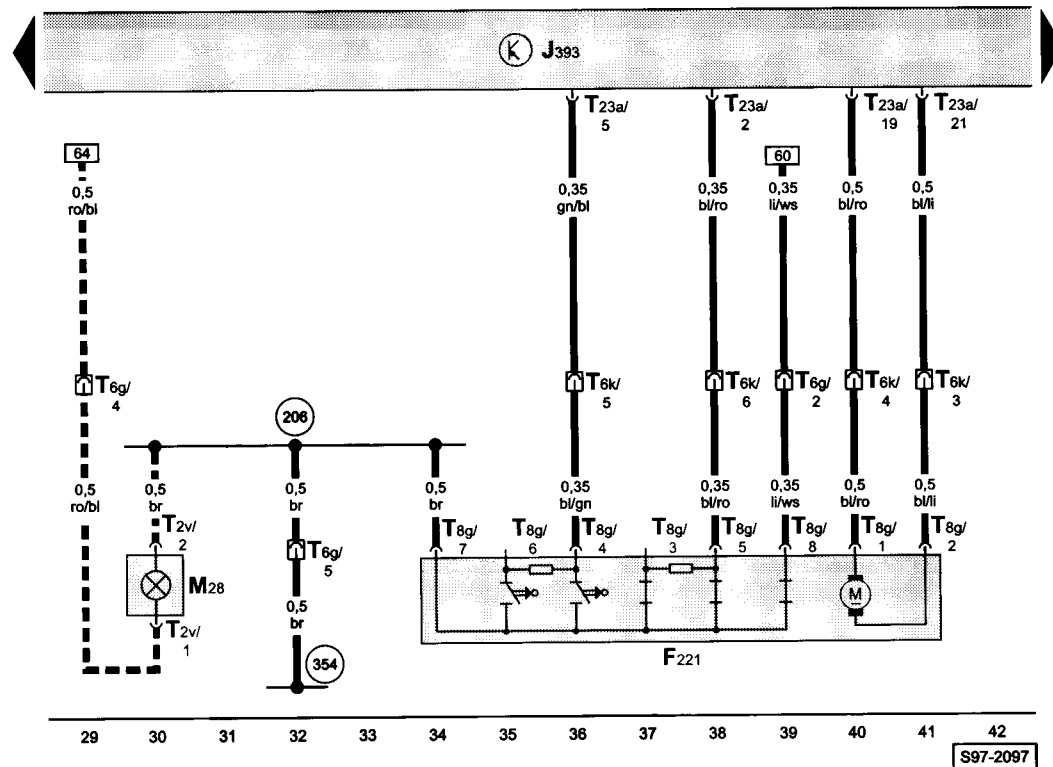 J393
T23a/ T23a/ T23a/ T23a/
5 2 19 21
64 60
0,5 0,35 0,35 0,35 0,5 0,5
ro/bl gn/bl bl/ro li/ws bl/ro bl/li
T6g/ T6k/ T6k/ T6g/ T6k/ T6k/
4 5 6 2 4 3
206
0,5 0,5 0,5 0,5 0,35 0,35 0,35 0,5 0,5
ro/bl br br br bl/gn bl/ro li/ws bl/ro bl/li
T2v/ T8g/ T8g/ T8g/ T8g/ T8g/ T8g/ T8g/ T8g/
2 7 6 4 3 5 8 1 2
T6g/
5
M28
M
0,5
br
T2v/
1
354
F221
29 30 31 32 33 34 35 36 37 38 39 40 41 42
S97-2097